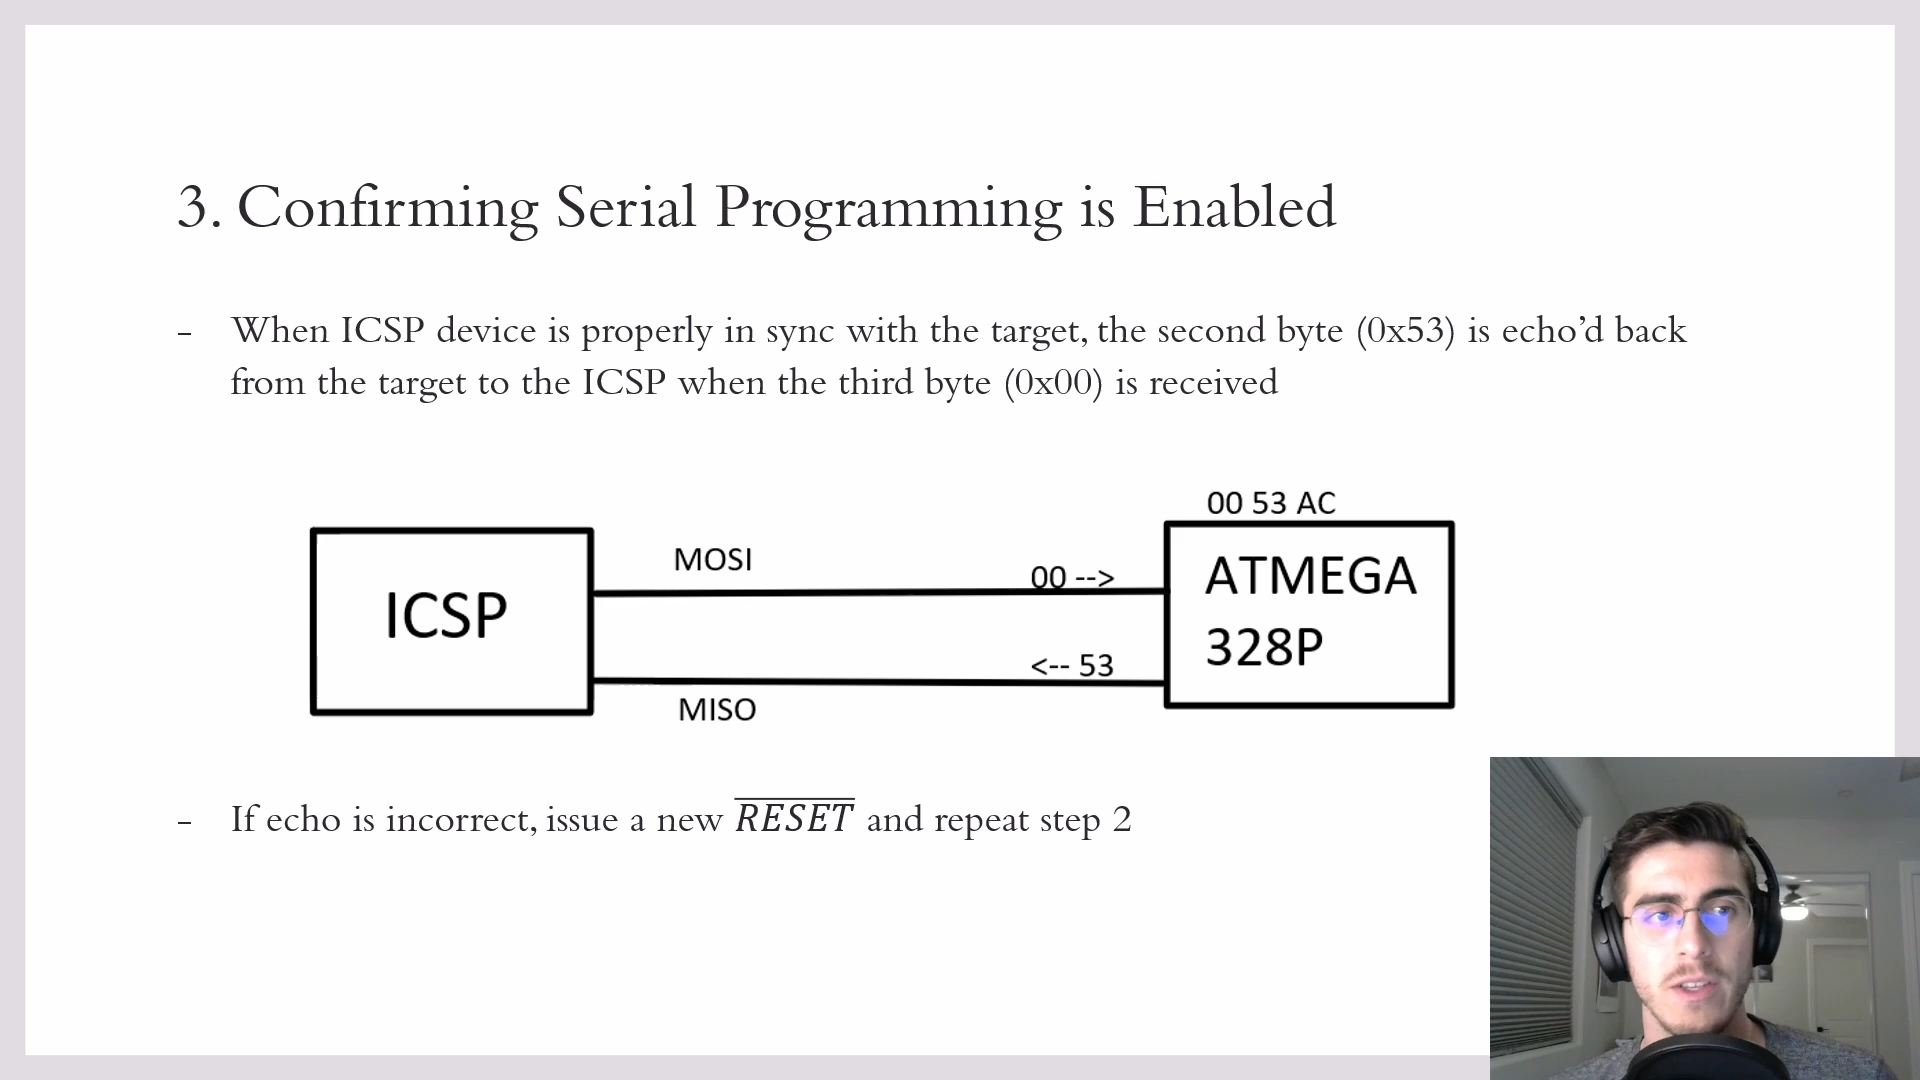 3. Confirming Serial Programming is Enabled
- When ICSP device is properly in sync with the target, the second byte (0x53) is echo’d back
from the target to the ICSP when the third byte (0x00) is received
00 53 AC
ICSP
MOSI
00 -->
ATMEGA
328P
<-- 53
MISO
- If echo is incorrect, issue a new RESET and repeat step 2